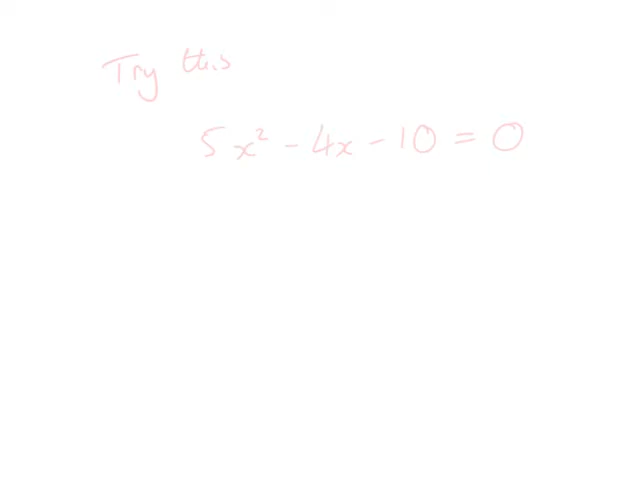 Try this
5x² - 4x - 10 = 0